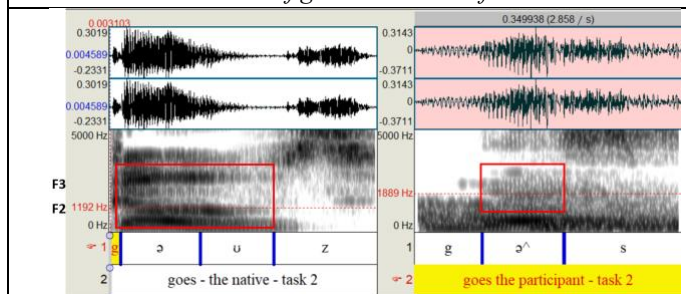 0.003103
0.3019
0.004589
-0.2331
0.3019
0.004589
-0.2331
5000 Hz
F3
F2
1192 Hz
0 Hz
1
ə
ʊ
z
2
goes - the native - task 2
0.349938 (2.858 / s)
0.3143
0
-0.3711
0.3143
0
-0.3711
5000 Hz
1889 Hz
0 Hz
1
g
ə^
s
2
goes the participant - task 2